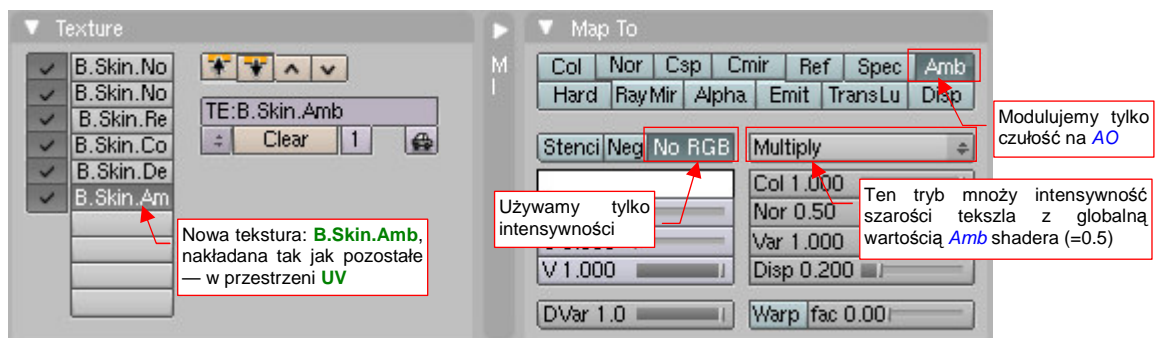 Texture
B.Skin.No
B.Skin.No
B.Skin.Re
B.Skin.Co
B.Skin.De
B.Skin.Am
TE:B.Skin.Amb
Clear 1
Nowa tekstura: B.Skin.Amb,
nakładana tak jak pozostałe
— w przestrzeni UV
M
Map To
Col Nor Csp Cmir Ref Spec Amb
Hard RayMir Alpha Emit TransLu Disp
Modulujemy tylko
czułość na AO
Stenci Neg No RGB Multiply
Używamy tylko
intensywności
Col 1.000
Nor 0.50
Var 1.000
Disp 0.200
Ten tryb mnoży intensywność
szarości tekszla z globalną
wartością Amb shadera (=0.5)
V 1.000
DVar 1.0
Warp fac 0.00